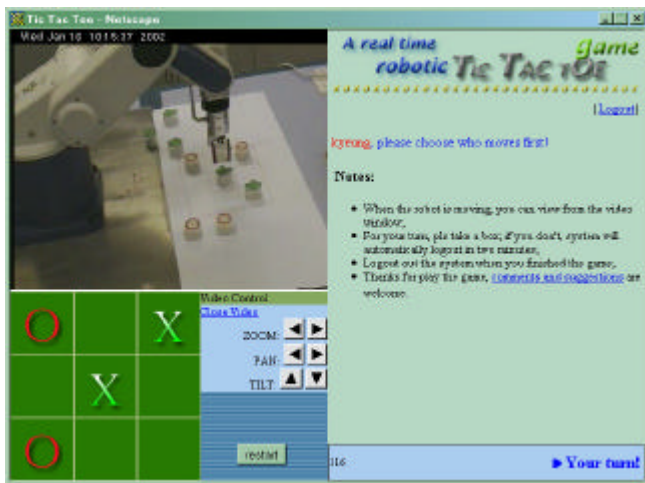 Tic Tac Toe - Netscape
Wed Jan 16 10:15:37 2002
A real time
robotic TIC TAC TOE game
[Logout]
kyeung, please choose who moves first!
Notes:
When the robot is moving, you can view from the video
window,
For your turn, pls take a box; if you don't, system will
automatically logout in two minutes,
Logout out the system when you finished the game,
Thanks for play the game, comments and suggestions are
welcome.
O X
X
O
Video Control
Close Video
ZOOM:
PAN:
TILT:
restart
116
Your turn!